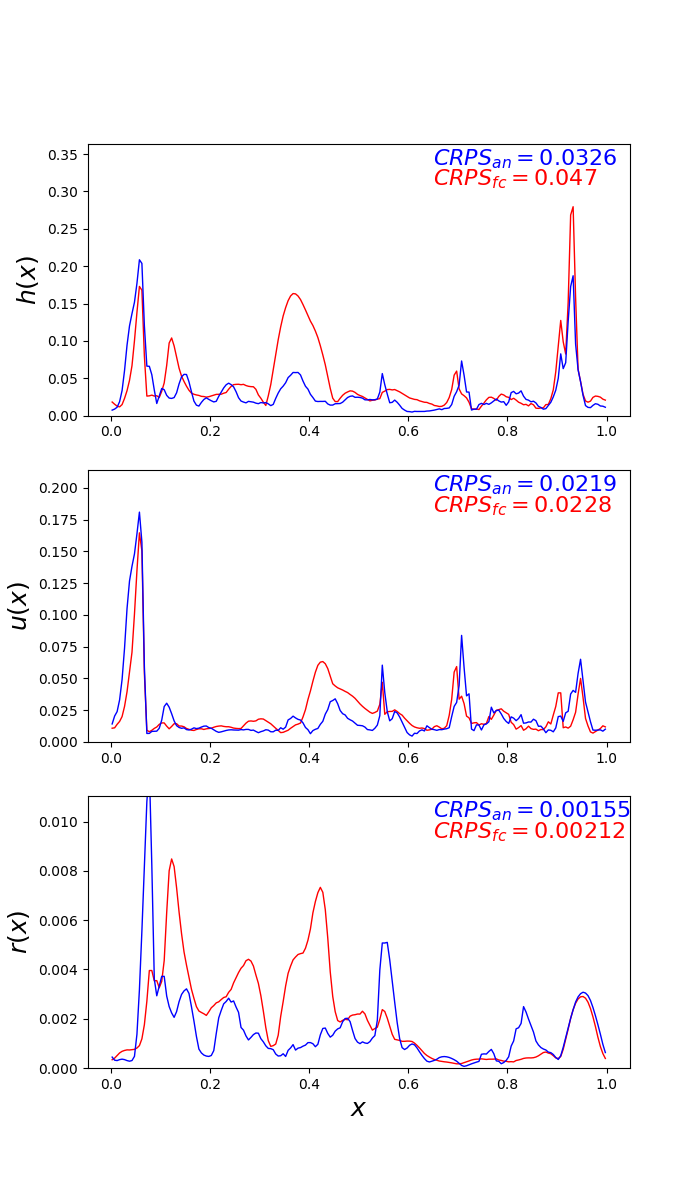 CRPS_an = 0.0326
CRPS_fc = 0.047
h(x)
0.35
0.30
0.25
0.20
0.15
0.10
0.05
0.00
0.0 0.2 0.4 0.6 0.8 1.0
CRPS_an = 0.0219
CRPS_fc = 0.0228
u(x)
0.200
0.175
0.150
0.125
0.100
0.075
0.050
0.025
0.000
0.0 0.2 0.4 0.6 0.8 1.0
CRPS_an = 0.00155
CRPS_fc = 0.00212
r(x)
0.010
0.008
0.006
0.004
0.002
0.000
0.0 0.2 0.4 0.6 0.8 1.0
x